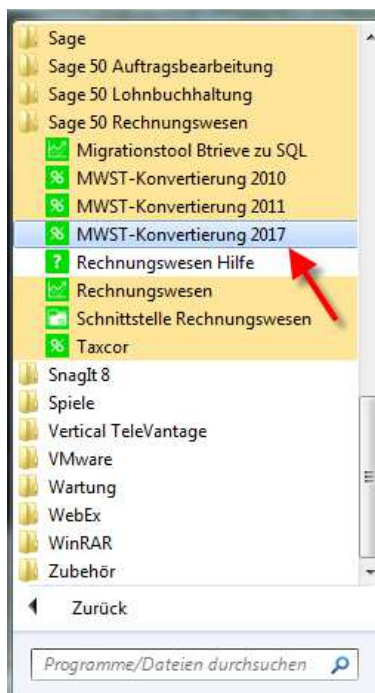 Sage
Sage 50 Auftragsbearbeitung
Sage 50 Lohnbuchhaltung
Sage 50 Rechnungswesen
Migrationstool Btrieve zu SQL
% MWST-Konvertierung 2010
% MWST-Konvertierung 2011
% MWST-Konvertierung 2017
? Rechnungswesen Hilfe
Rechnungswesen
Schnittstelle Rechnungswesen
% Taxcor
SnagIt 8
Spiele
Vertical TeleVantage
VMware
Wartung
WebEx
WinRAR
Zubehör
Zurück
Programme/Dateien durchsuchen